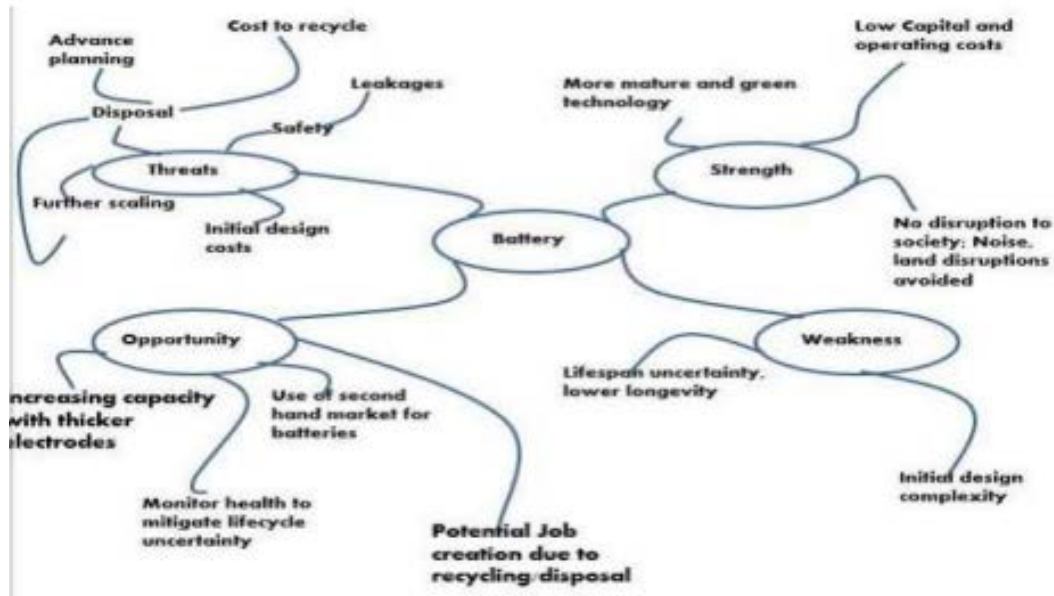 Cost to recycle
Advance
planning
Leakages
Disposal
Safety
Threats
Further scaling
Initial design
costs
Low Capital and
operating costs
More mature and green
technology
Strength
No disruption to
society; Noise,
land disruptions
avoided
Battery
Opportunity
ncreasing capacity
with thicker
electrodes
Use of second
hand market for
batteries
Monitor health to
mitigate lifecycle
uncertainty
Potential Job
creation due to
recycling/disposal
Weakness
Lifespan uncertainty,
lower longevity
Initial design
complexity